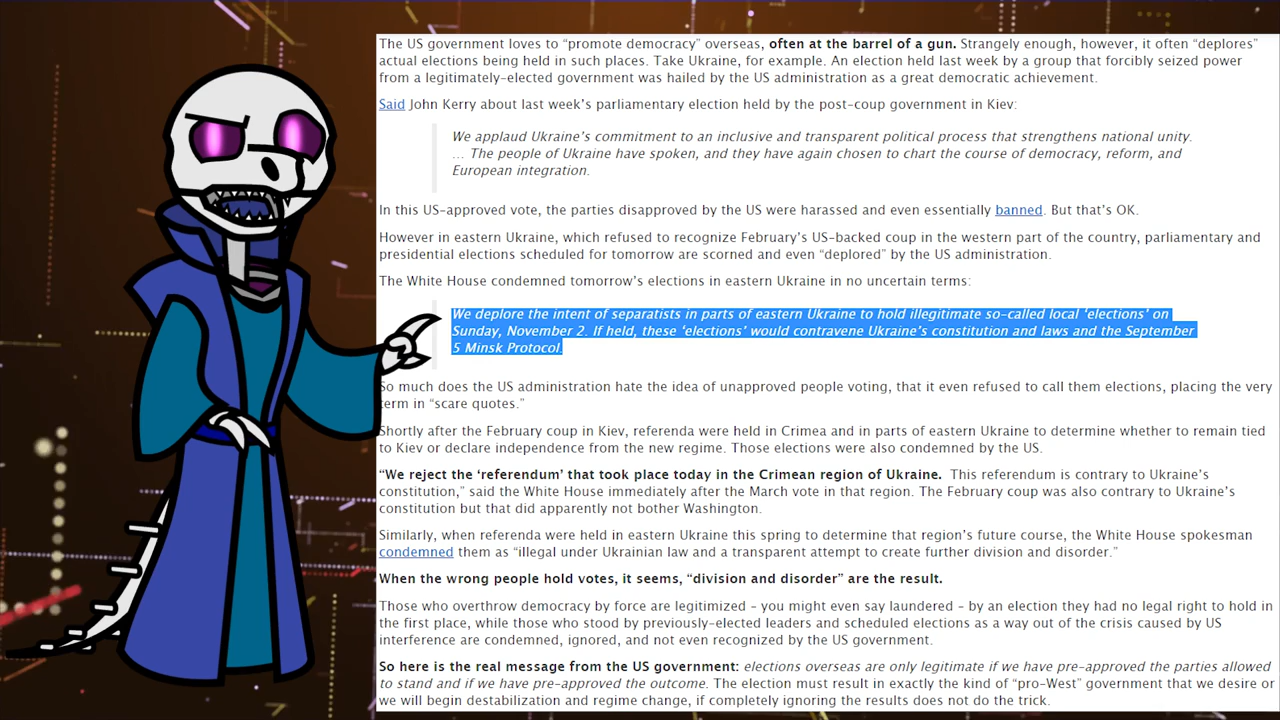 The US government loves to “promote democracy” overseas, often at the barrel of a gun. Strangely enough, however, it often “deplores”
actual elections being held in such places. Take Ukraine, for example. An election held last week by a group that forcibly seized power
from a legitimately-elected government was hailed by the US administration as a great democratic achievement.
Said John Kerry about last week’s parliamentary election held by the post-coup government in Kiev:
We applaud Ukraine’s commitment to an inclusive and transparent political process that strengthens national unity.
… The people of Ukraine have spoken, and they have again chosen to chart the course of democracy, reform, and
European integration.
In this US-approved vote, the parties disapproved by the US were harassed and even essentially banned. But that’s OK.
However in eastern Ukraine, which refused to recognize February’s US-backed coup in the western part of the country, parliamentary and
presidential elections scheduled for tomorrow are scorned and even “deplored” by the US administration.
The White House condemned tomorrow’s elections in eastern Ukraine in no uncertain terms:
We deplore the intent of separatists in parts of eastern Ukraine to hold illegitimate so-called local ‘elections’ on
Sunday, November 2. If held, these ‘elections’ would contravene Ukraine’s constitution and laws and the September
5 Minsk Protocol.
So much does the US administration hate the idea of unapproved people voting, that it even refused to call them elections, placing the very
term in “scare quotes.”
Shortly after the February coup in Kiev, referenda were held in Crimea and in parts of eastern Ukraine to determine whether to remain tied
to Kiev or declare independence from the new regime. Those elections were also condemned by the US.
“We reject the ‘referendum’ that took place today in the Crimean region of Ukraine. This referendum is contrary to Ukraine’s
constitution,” said the White House immediately after the March vote in that region. The February coup was also contrary to Ukraine’s
constitution but that did apparently not bother Washington.
Similarly, when referenda were held in eastern Ukraine this spring to determine that region’s future course, the White House spokesman
condemned them as “illegal under Ukrainian law and a transparent attempt to create further division and disorder.”
When the wrong people hold votes, it seems, “division and disorder” are the result.
Those who overthrow democracy by force are legitimized – you might even say laundered – by an election they had no legal right to hold in
the first place, while those who stood by previously-elected leaders and scheduled elections as a way out of the crisis caused by US
interference are condemned, ignored, and not even recognized by the US government.
So here is the real message from the US government: elections overseas are only legitimate if we have pre-approved the parties allowed
to stand and if we have pre-approved the outcome. The election must result in exactly the kind of “pro-West” government that we desire or
we will begin destabilization and regime change, if completely ignoring the results does not do the trick.